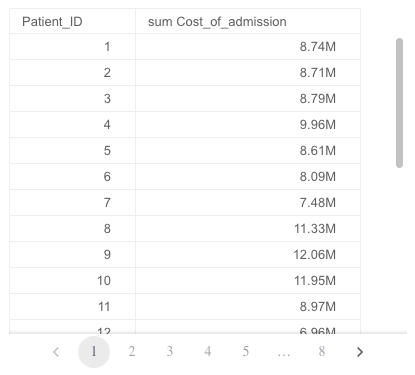 Patient_ID sum Cost_of_admission
1 8.74M
2 8.71M
3 8.79M
4 9.96M
5 8.61M
6 8.09M
7 7.48M
8 11.33M
9 12.06M
10 11.95M
11 8.97M
12 6.96M
1 2 3 4 5 ... 8